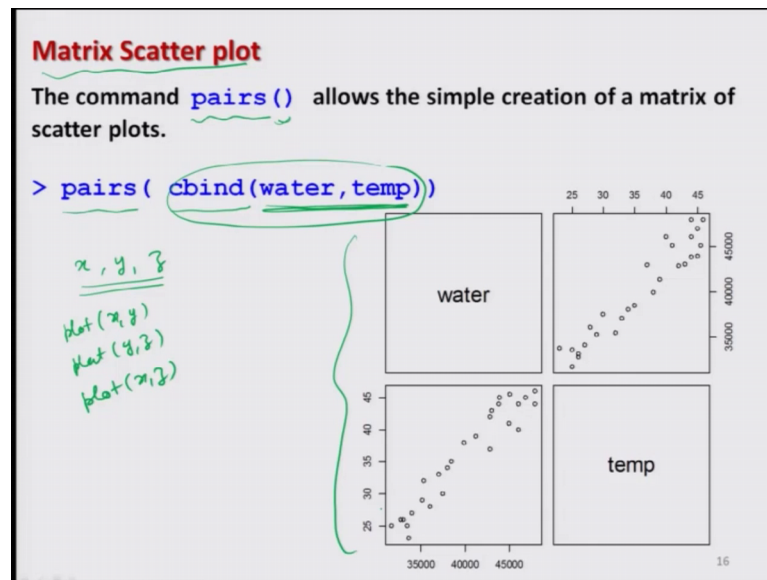 Matrix Scatter plot
The command pairs() allows the simple creation of a matrix of
scatter plots.
> pairs( cbind(water,temp))
x, y, z
plot(x,y)
plot(y,z)
plot(x,z)
25 30 35 40 45
water
35000 40000 45000
25 30 35 40 45
temp
35000 40000 45000
16